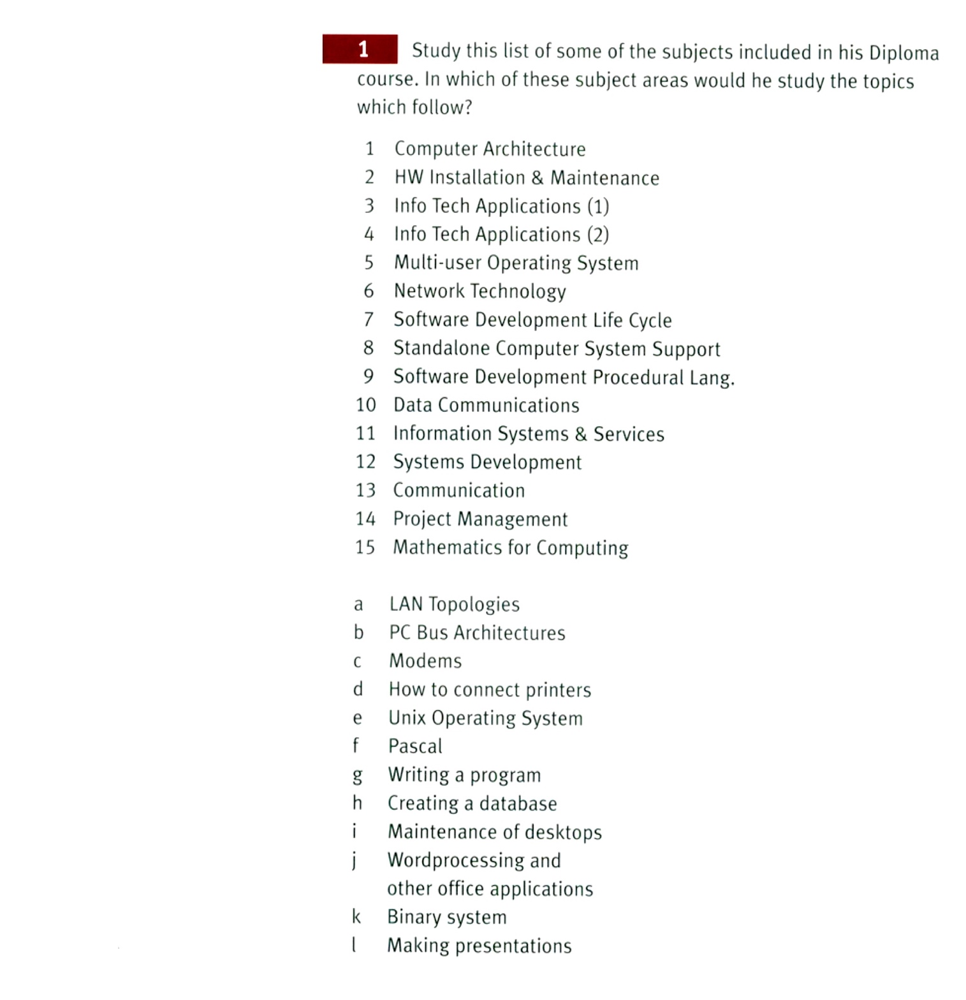 1 Study this list of some of the subjects included in his Diploma
course. In which of these subject areas would he study the topics
which follow?
1 Computer Architecture
2 HW Installation & Maintenance
3 Info Tech Applications (1)
4 Info Tech Applications (2)
5 Multi-user Operating System
6 Network Technology
7 Software Development Life Cycle
8 Standalone Computer System Support
9 Software Development Procedural Lang.
10 Data Communications
11 Information Systems & Services
12 Systems Development
13 Communication
14 Project Management
15 Mathematics for Computing
a LAN Topologies
b PC Bus Architectures
c Modems
d How to connect printers
e Unix Operating System
f Pascal
g Writing a program
h Creating a database
i Maintenance of desktops
j Wordprocessing and
other office applications
k Binary system
l Making presentations